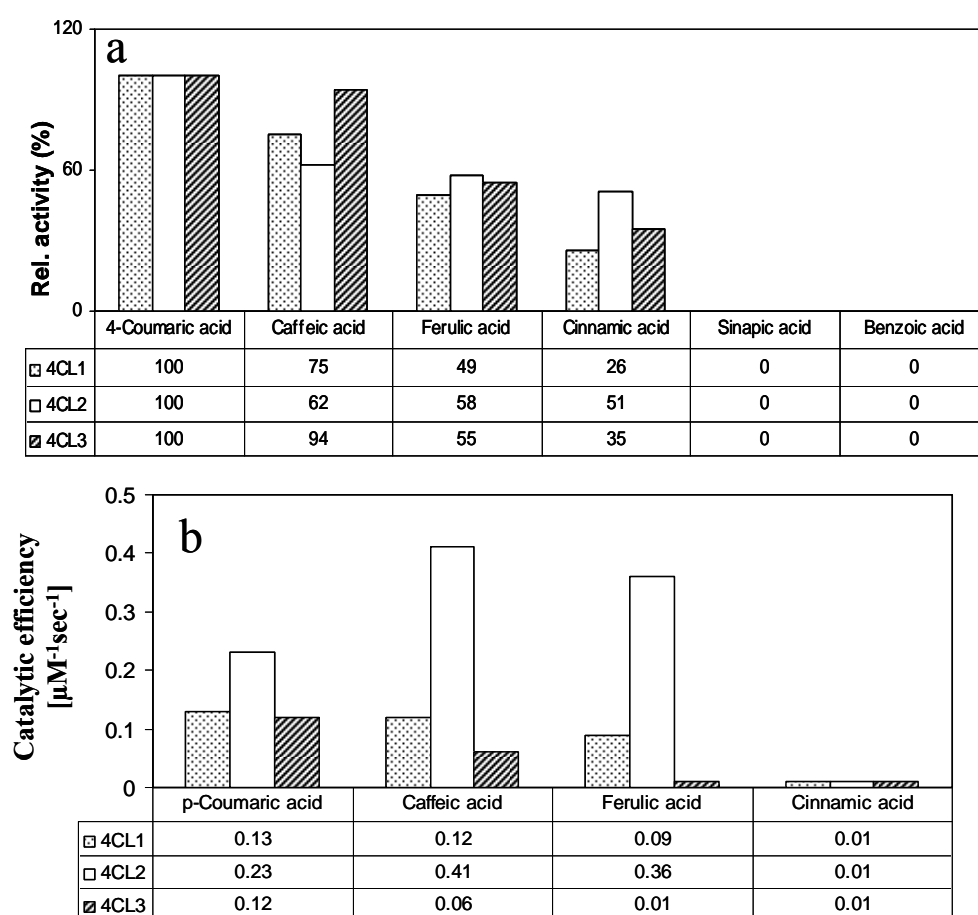 120
a
60
0
Rel. activity (%)
4-Coumaric acid Caffeic acid Ferulic acid Cinnamic acid Sinapic acid Benzoic acid
4CL1 100 75 49 26 0 0
4CL2 100 62 58 51 0 0
4CL3 100 94 55 35 0 0
0.5
b
0.4
0.3
0.2
0.1
0
Catalytic efficiency
[µM⁻¹sec⁻¹]
p-Coumaric acid Caffeic acid Ferulic acid Cinnamic acid
4CL1 0.13 0.12 0.09 0.01
4CL2 0.23 0.41 0.36 0.01
4CL3 0.12 0.06 0.01 0.01